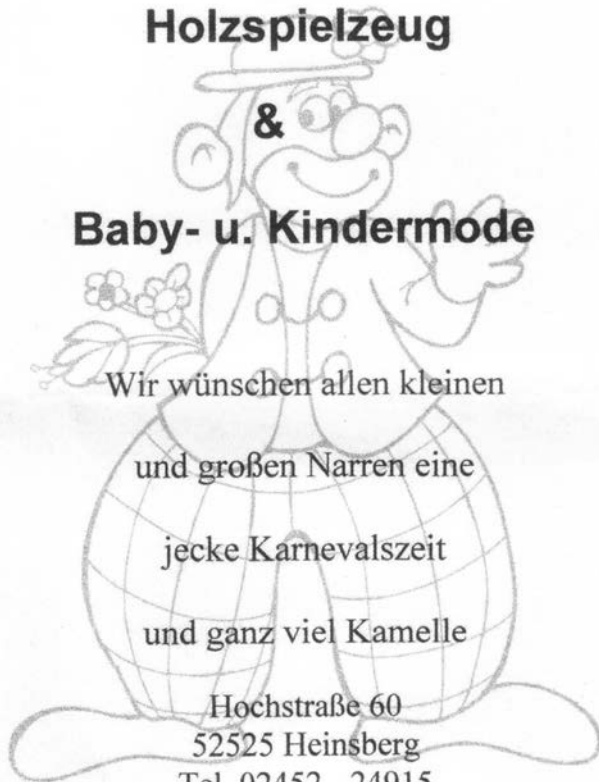 Holzspielzeug
&
Baby- u. Kindermode
Wir wünschen allen kleinen
und großen Narren eine
jecke Karnevalszeit
und ganz viel Kamelle
Hochstraße 60
52525 Heinsberg
Tel. 02452 - 24915